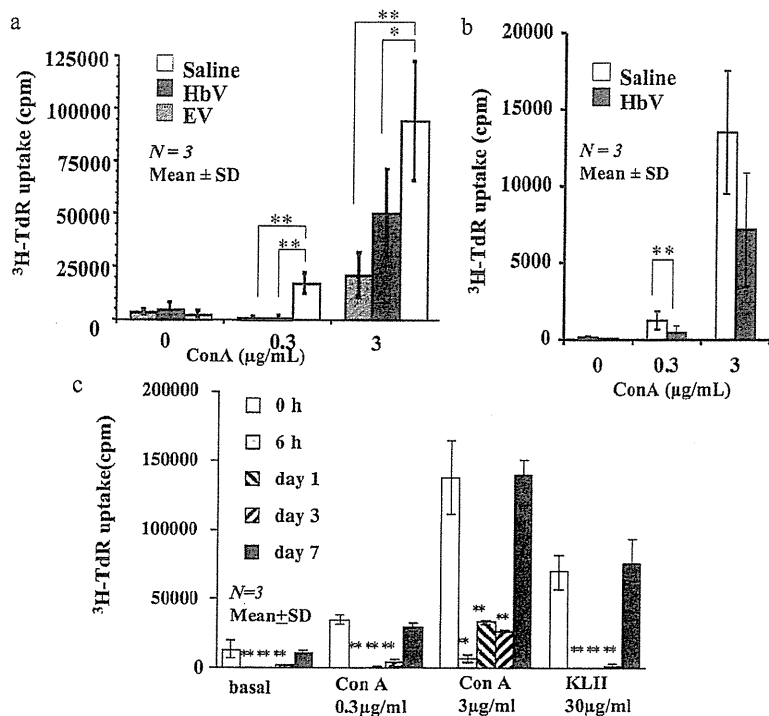 a
³H-TdR uptake (cpm)
125000
100000
75000
50000
25000
0
Saline
HbV
EV
N = 3
Mean ± SD
**
**
**
*
0
0.3
3
ConA (µg/mL)
b
³H-TdR uptake (cpm)
20000
15000
10000
5000
0
Saline
HbV
N = 3
Mean ± SD
**
0
0.3
3
ConA (µg/mL)
c
³H-TdR uptake(cpm)
200000
150000
100000
50000
0
0 h
6 h
day 1
day 3
day 7
N=3
Mean±SD
** ** **
** ** **
**
**
**
** ** **
basal
Con A
0.3µg/ml
Con A
3µg/ml
KLII
30µg/ml